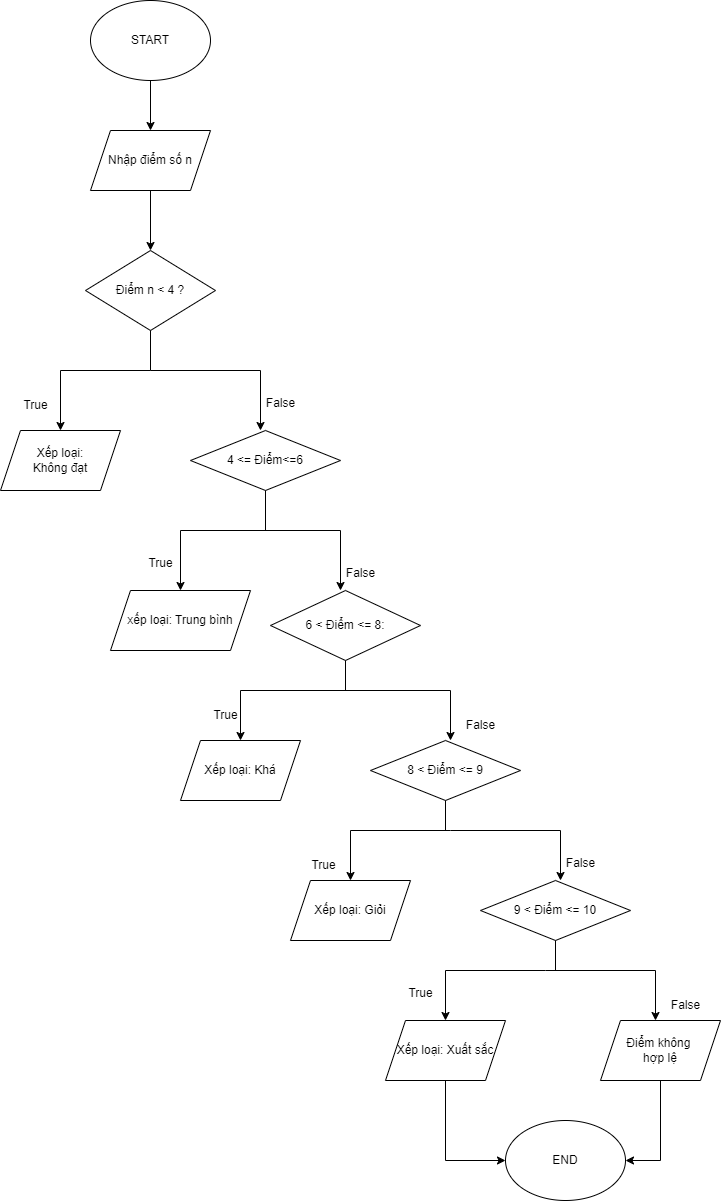 START
Nhập điểm số n
Điểm n < 4 ?
True
False
Xếp loại:
Không đạt
4 <= Điểm<=6
True
False
xếp loại: Trung bình
6 < Điểm <= 8:
True
False
Xếp loại: Khá
8 < Điểm <= 9
True
False
Xếp loại: Giỏi
9 < Điểm <= 10
True
False
Xếp loại: Xuất sắc
Điểm không
hợp lệ
END